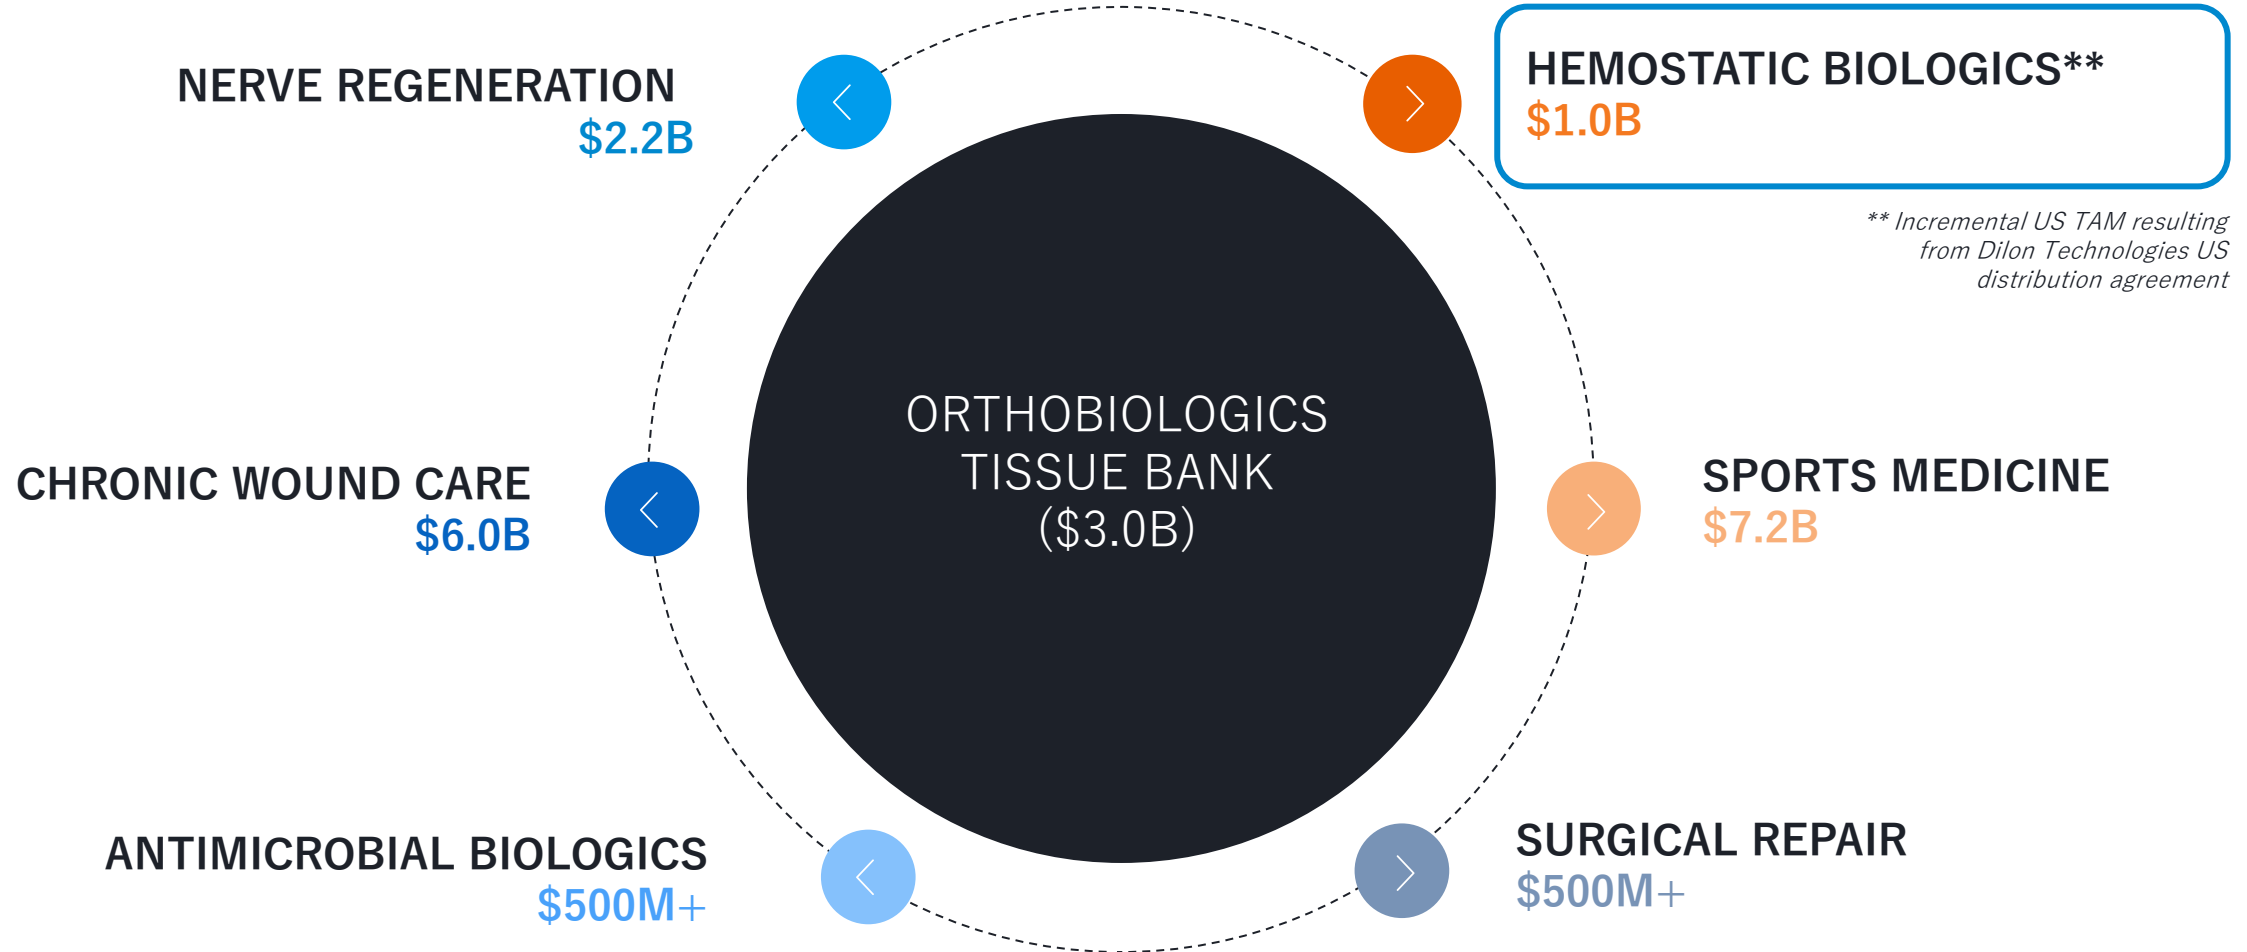 NERVE REGENERATION
$2.2B
HEMOSTATIC BIOLOGICS**
$1.0B
** Incremental US TAM resulting
from Dilon Technologies US
distribution agreement
CHRONIC WOUND CARE
$6.0B
ORTHOBIOLOGICS
TISSUE BANK
($3.0B)
SPORTS MEDICINE
$7.2B
ANTIMICROBIAL BIOLOGICS
$500M+
SURGICAL REPAIR
$500M+